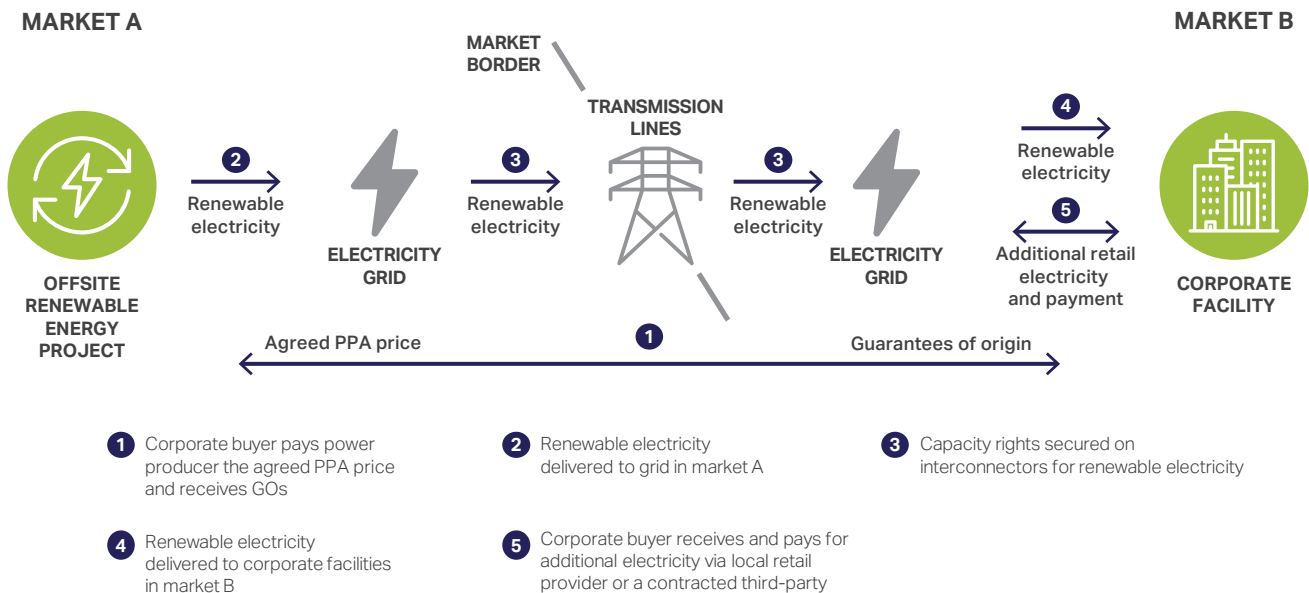 MARKET A
MARKET B
MARKET
BORDER
TRANSMISSION
LINES
2
Renewable
electricity
ELECTRICITY
GRID
3
Renewable
electricity
3
Renewable
electricity
ELECTRICITY
GRID
4
Renewable
electricity
5
Additional retail
electricity
and payment
OFFSITE
RENEWABLE
ENERGY
PROJECT
CORPORATE
FACILITY
Agreed PPA price
1
Guarantees of origin
1 Corporate buyer pays power
producer the agreed PPA price
and receives GOs
2 Renewable electricity
delivered to grid in market A
3 Capacity rights secured on
interconnectors for renewable electricity
4 Renewable electricity
delivered to corporate facilities
in market B
5 Corporate buyer receives and pays for
additional electricity via local retail
provider or a contracted third-party